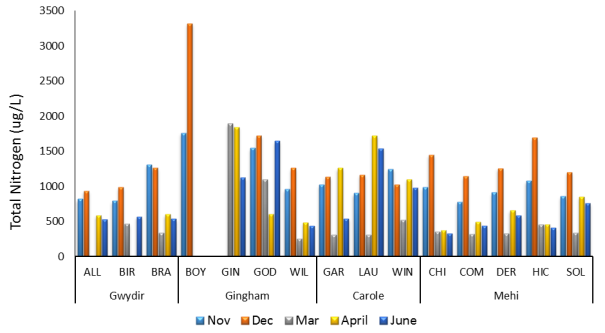 Total Nitrogen (ug/L)
3500
3000
2500
2000
1500
1000
500
0
ALL BIR BRA BOY GIN GOD WIL GAR LAU WIN CHI COM DER HIC SOL
Gwydir Gingham Carole Mehi
Nov Dec Mar April June